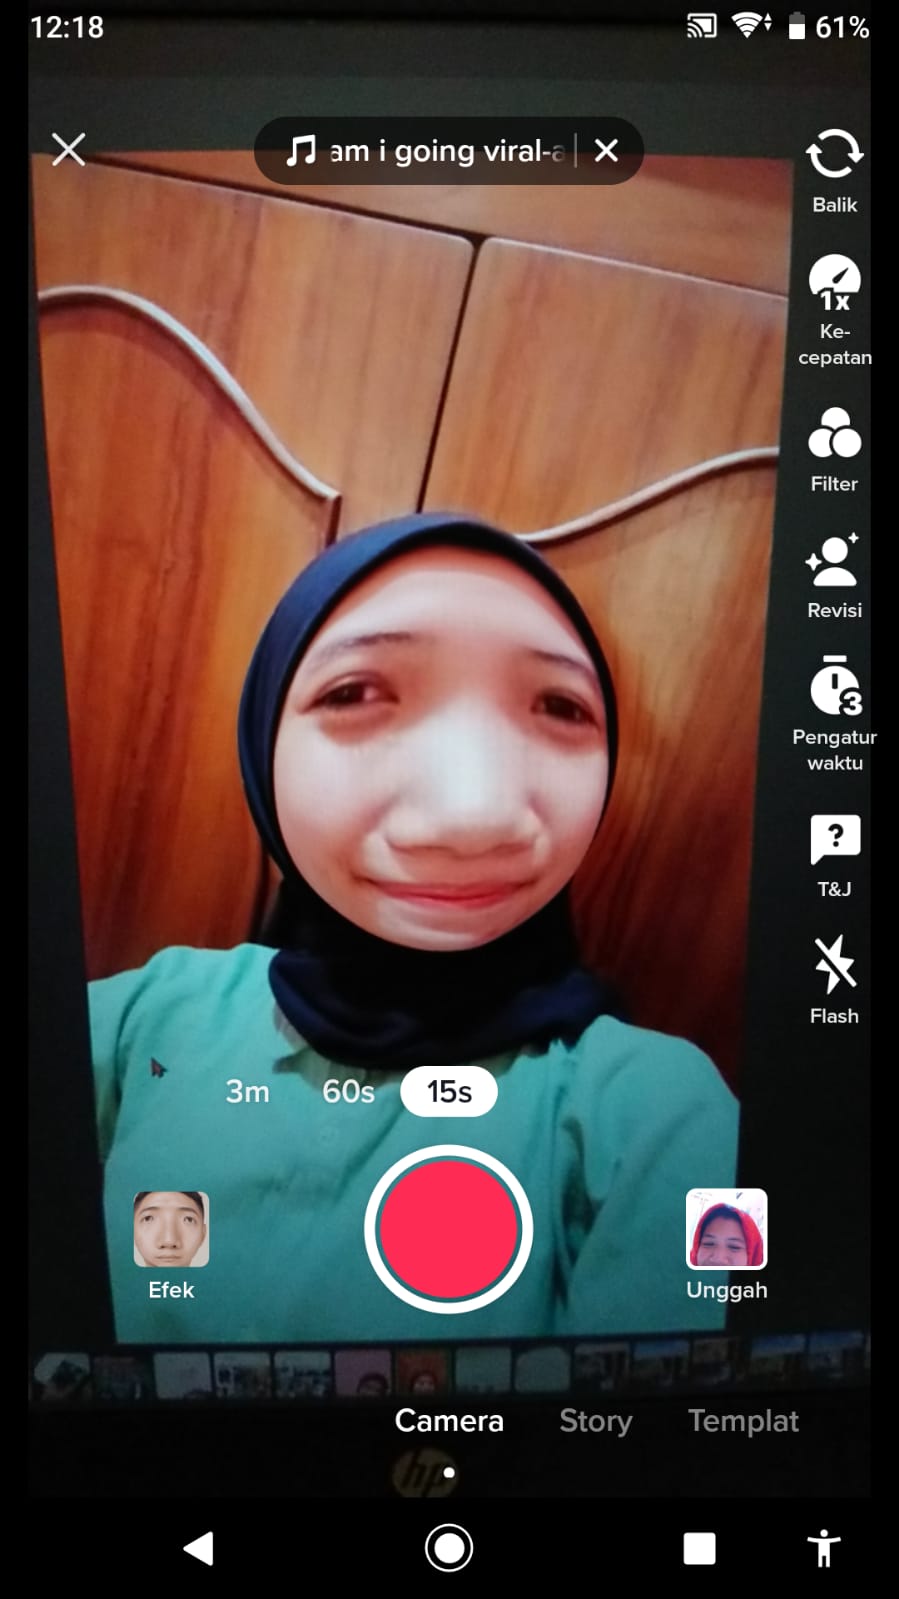 12:18
61%
am i going viral-a
Balik
1x
Ke-
cepatan
Filter
Revisi
3
Pengatur
waktu
?
T&J
Flash
3m 60s 15s
Efek
Unggah
Camera Story Templat
hp